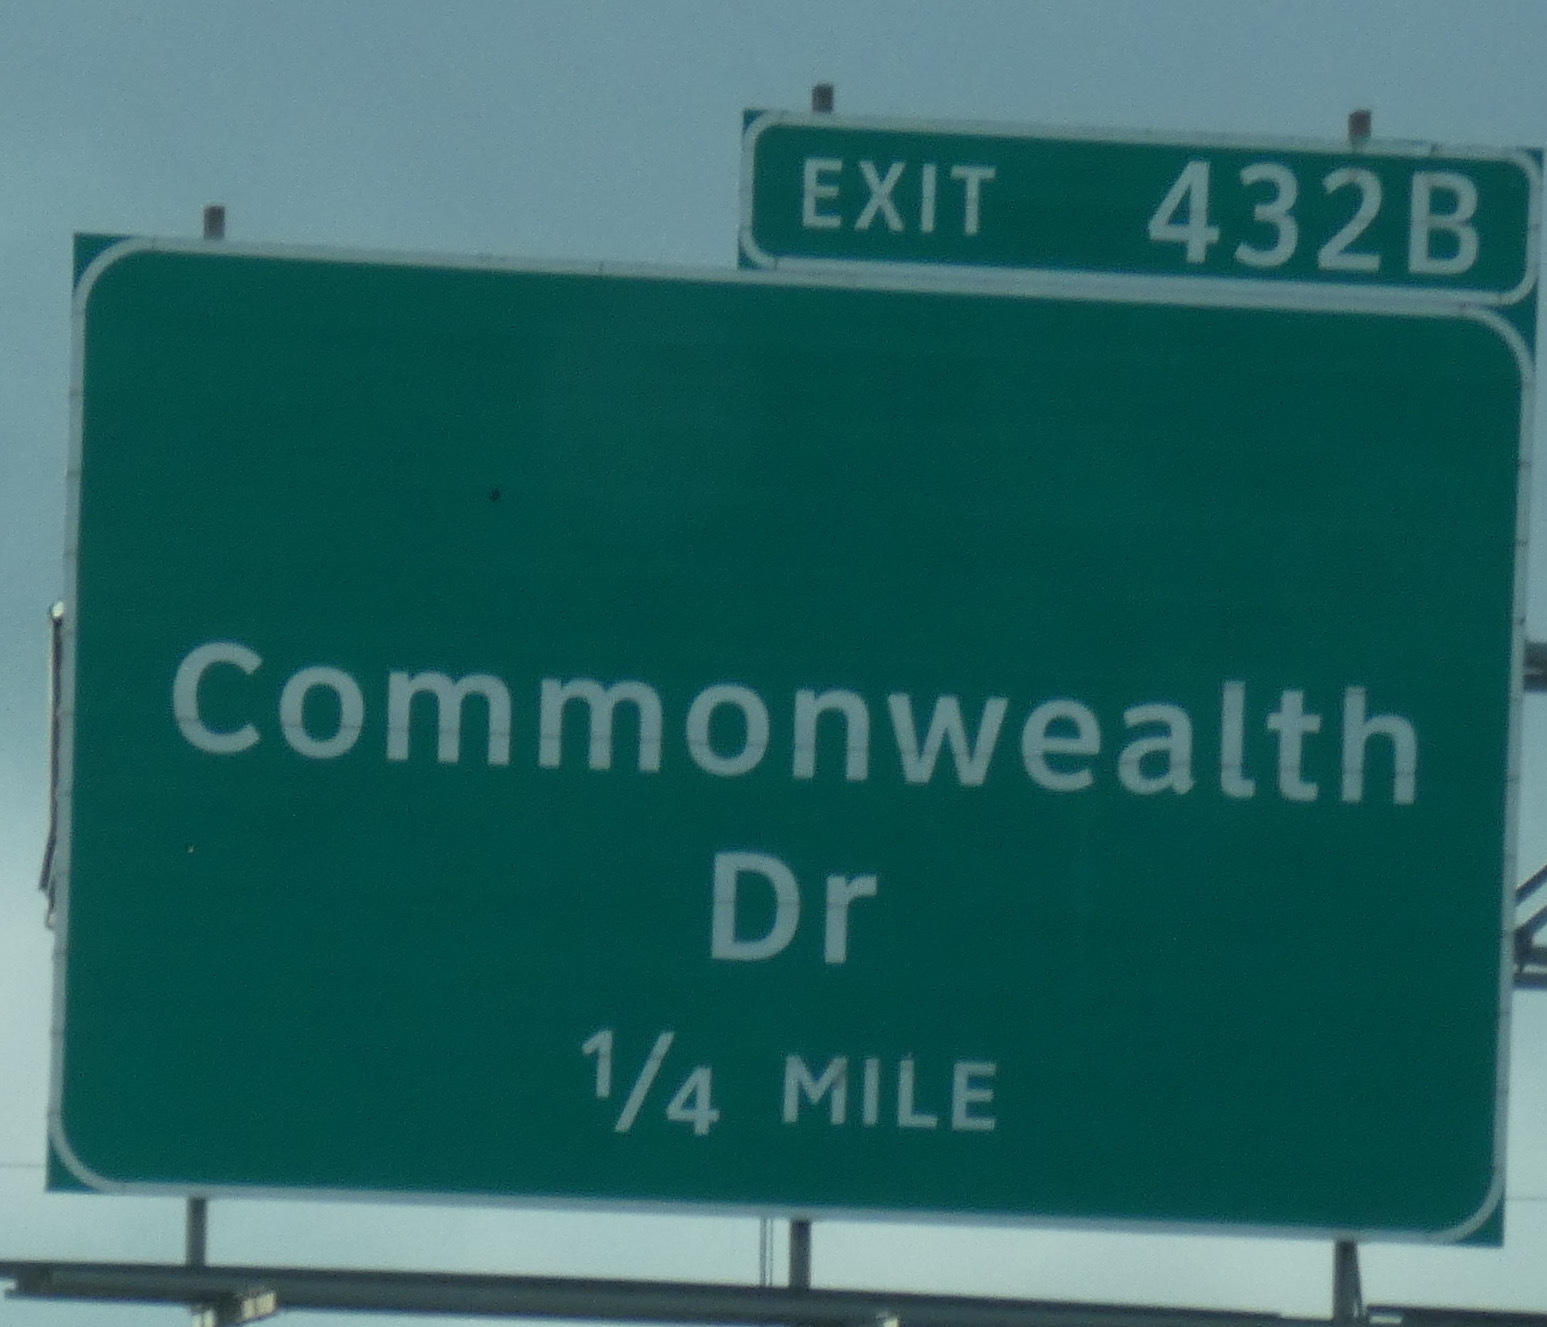 EXIT 432B
Commonwealth
Dr
1/4 MILE